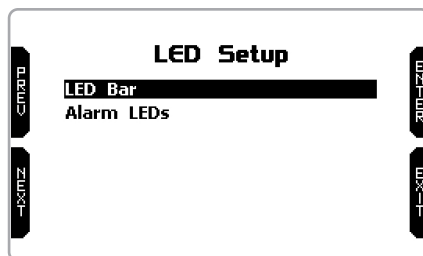 LED Setup
PREV
LED Bar
Alarm LEDs
ENTER
NEXT
EXIT